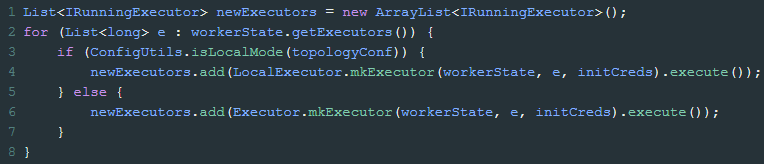 1 List<IRunningExecutor> newExecutors = new ArrayList<IRunningExecutor>();
2 for (List<long> e : workerState.getExecutors()) {
3     if (ConfigUtils.isLocalMode(topologyConf)) {
4         newExecutors.add(LocalExecutor.mkExecutor(workerState, e, initCreds).execute());
5     } else {
6         newExecutors.add(Executor.mkExecutor(workerState, e, initCreds).execute());
7     }
8 }